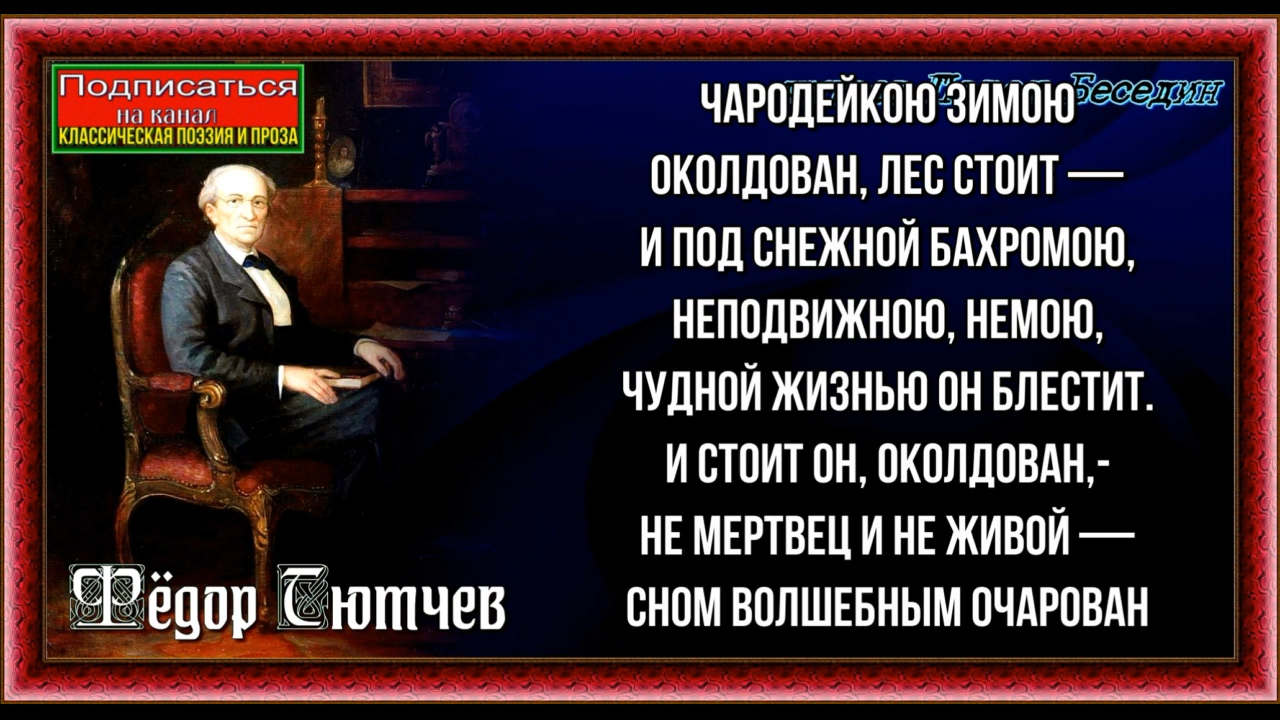 Подписаться
на канал
КЛАССИЧЕСКАЯ ПОЭЗИЯ И ПРОЗА
Беседин
ЧАРОДЕЙКОЮ ЗИМОЮ
ОКОЛДОВАН, ЛЕС СТОИТ —
И ПОД СНЕЖНОЙ БАХРОМОЮ,
НЕПОДВИЖНОЮ, НЕМОЮ,
ЧУДНОЙ ЖИЗНЬЮ ОН БЛЕСТИТ.
И СТОИТ ОН, ОКОЛДОВАН,-
НЕ МЕРТВЕЦ И НЕ ЖИВОЙ —
СНОМ ВОЛШЕБНЫМ ОЧАРОВАН
Фёдор Тютчев